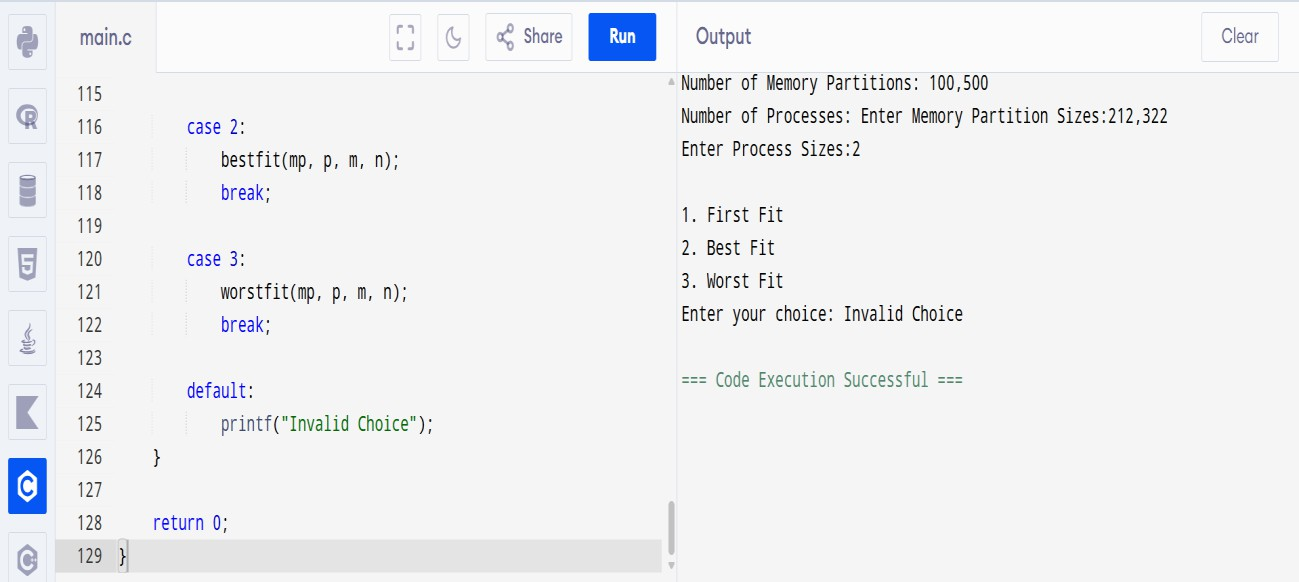 main.c
Share
Run
Output
Clear
115
116 case 2:
117 bestfit(mp, p, m, n);
118 break;
119
120 case 3:
121 worstfit(mp, p, m, n);
122 break;
123
124 default:
125 printf("Invalid Choice");
126 }
127
128 return 0;
129 }
Number of Memory Partitions: 100,500
Number of Processes: Enter Memory Partition Sizes:212,322
Enter Process Sizes:2
1. First Fit
2. Best Fit
3. Worst Fit
Enter your choice: Invalid Choice
=== Code Execution Successful ===